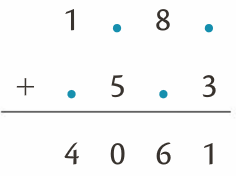 1 . 8 .
+ . 5 . 3
4 0 6 1